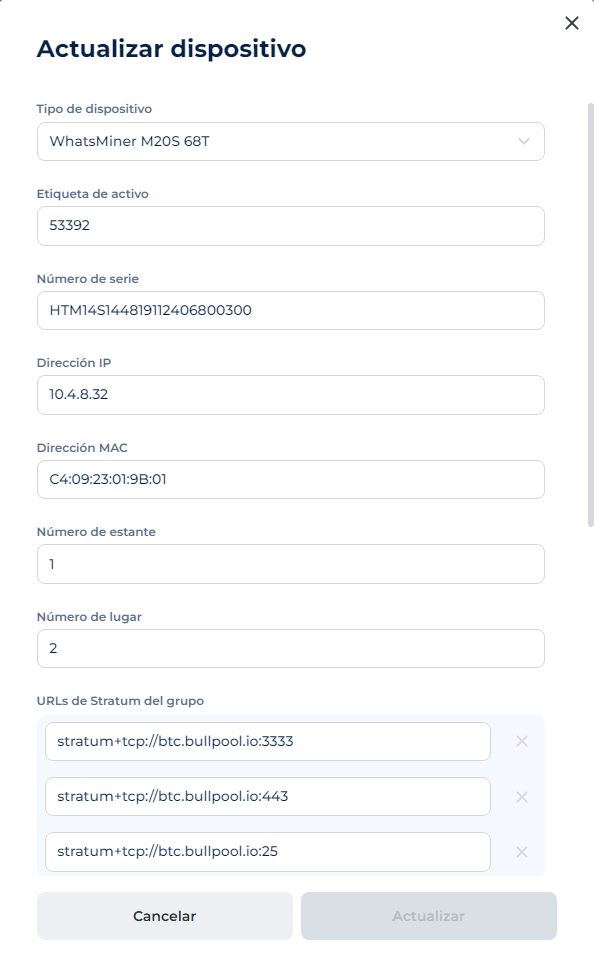 Actualizar dispositivo
Tipo de dispositivo
WhatsMiner M20S 68T
Etiqueta de activo
53392
Número de serie
HTM14S144819112406800300
Dirección IP
10.4.8.32
Dirección MAC
C4:09:23:01:9B:01
Número de estante
1
Número de lugar
2
URLs de Stratum del grupo
stratum+tcp://btc.bullpool.io:3333
stratum+tcp://btc.bullpool.io:443
stratum+tcp://btc.bullpool.io:25
Cancelar
Actualizar